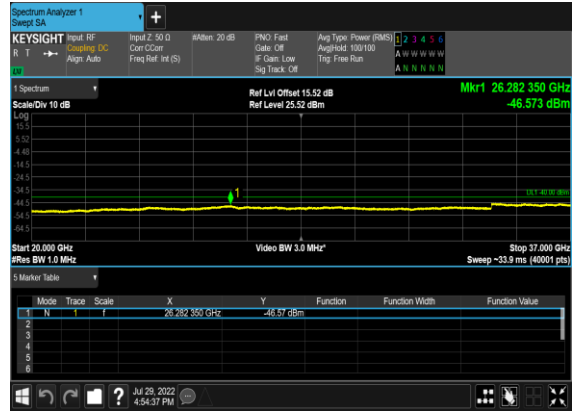 Spectrum Analyzer 1
Swept SA
+
KEYSIGHT Input: RF Input Z: 50 Ω #Atten: 20 dB PNO: Fast Avg Type: Power (RMS) 1 2 3 4 5 6
R T Coupling: DC Corr CCorr Gate: Off Avg|Hold: 100/100 A W W W W W
Align: Auto Freq Ref: Int (S) IF Gain: Low Trig: Free Run
Sig Track: Off A N N N N N
1 Spectrum Ref Lvl Offset 15.52 dB Mkr1 26.282 350 GHz
Scale/Div 10 dB Ref Level 25.52 dBm -46.573 dBm
Log
15.5
5.52
-4.48
-14.5
-24.5
-34.5
1
DL1 -40.00 dBm
-44.5
-54.5
-64.5
Start 20.000 GHz Video BW 3.0 MHz* Stop 37.000 GHz
#Res BW 1.0 MHz Sweep ~33.9 ms (40001 pts)
5 Marker Table
Mode Trace Scale X Y Function Function Width Function Value
1 N 1 f 26.282 350 GHz -46.57 dBm
2
3
4
5
6
? Jul 29, 2022
4:54:37 PM